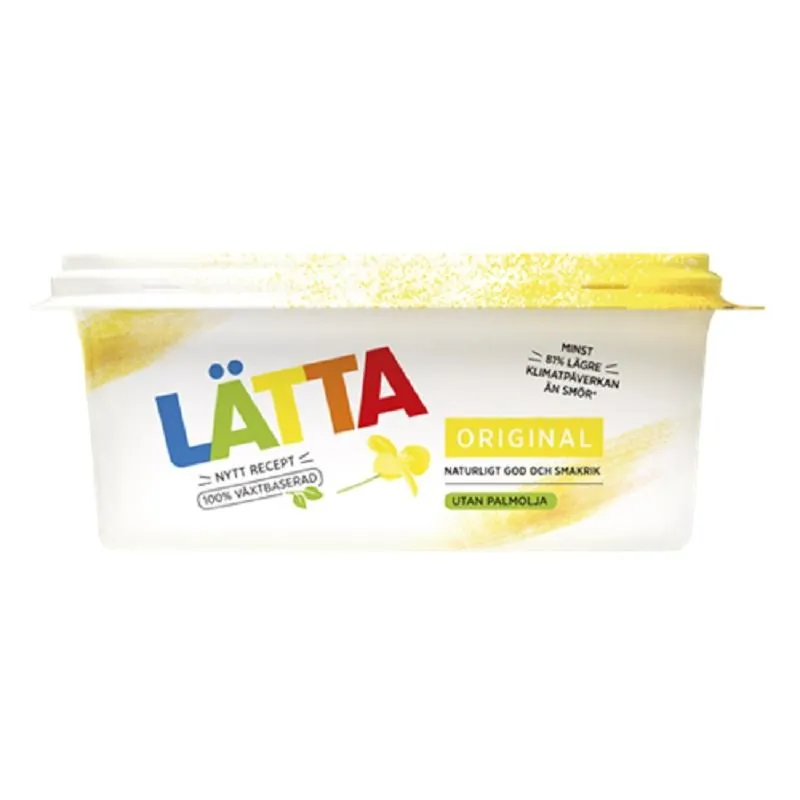 LÄTTA
NYTT RECEPT
100% VÄXTBASERAD
MINST
81% LÄGRE
KLIMATPÅVERKAN
ÄN SMÖR*
ORIGINAL
NATURLIGT GOD OCH SMAKRIK
UTAN PALMOLJA